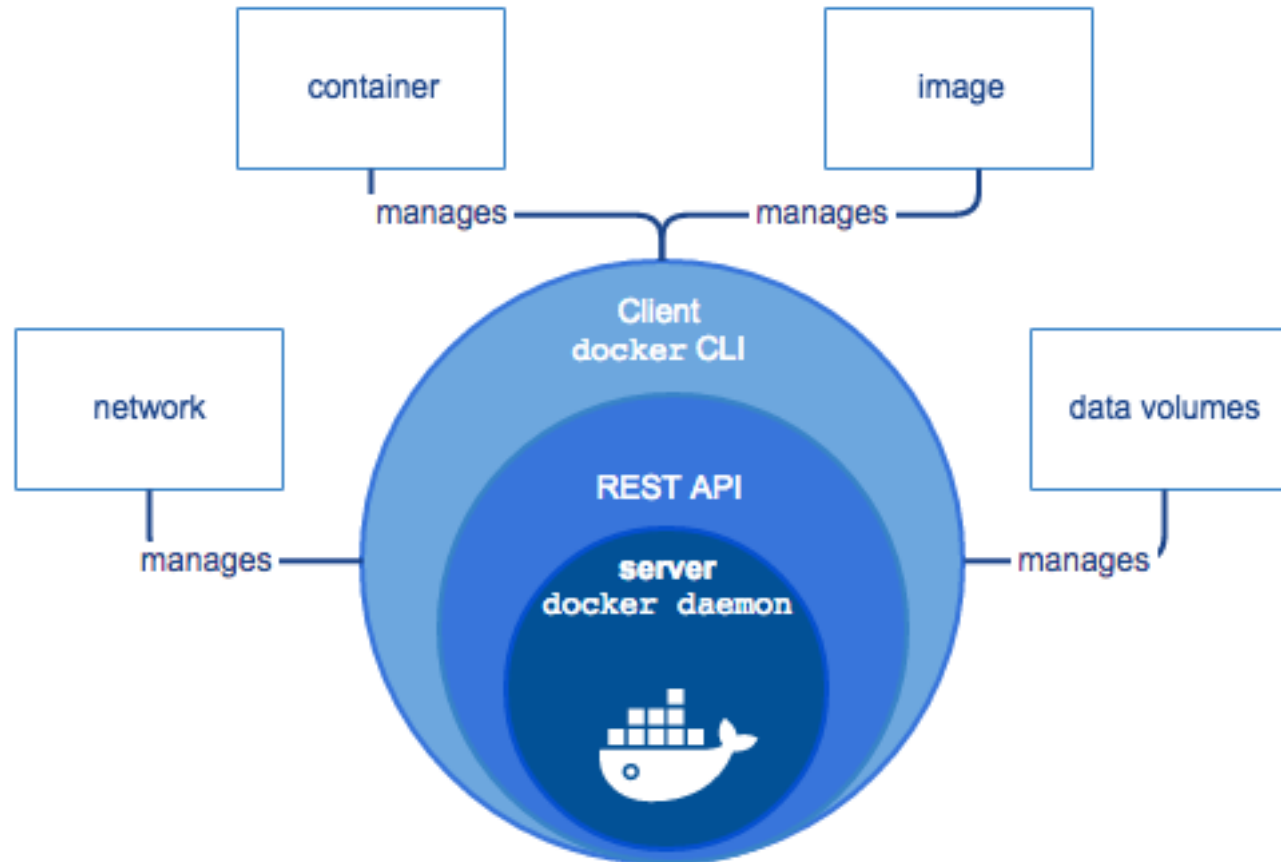 container
image
manages
manages
Client
docker CLI
network
data volumes
REST API
manages
manages
server
docker daemon